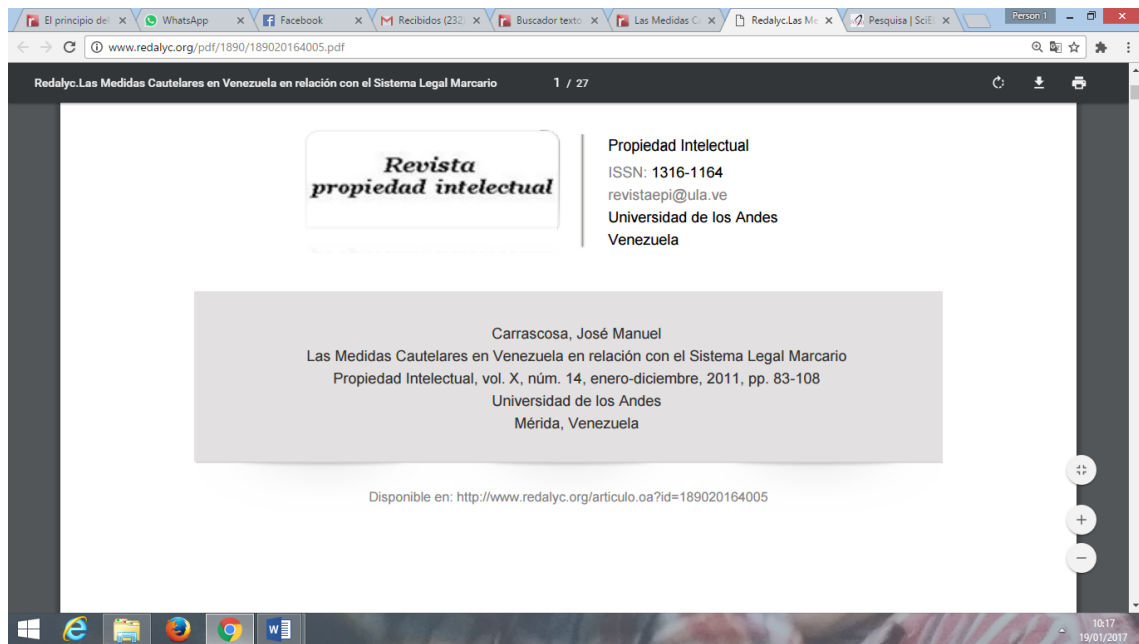 El principio del
WhatsApp
Facebook
Recibidos (232)
Buscador texto
Las Medidas C
Redalyc.Las Me
Pesquisa | SciE
Person 1
www.redalyc.org/pdf/1890/189020164005.pdf
Redalyc.Las Medidas Cautelares en Venezuela en relación con el Sistema Legal Marcario
1 / 27
Revista
propiedad intelectual
Propiedad Intelectual
ISSN: 1316-1164
revistaepi@ula.ve
Universidad de los Andes
Venezuela
Carrascosa, José Manuel
Las Medidas Cautelares en Venezuela en relación con el Sistema Legal Marcario
Propiedad Intelectual, vol. X, núm. 14, enero-diciembre, 2011, pp. 83-108
Universidad de los Andes
Mérida, Venezuela
Disponible en: http://www.redalyc.org/articulo.oa?id=189020164005
10:17
19/01/2017